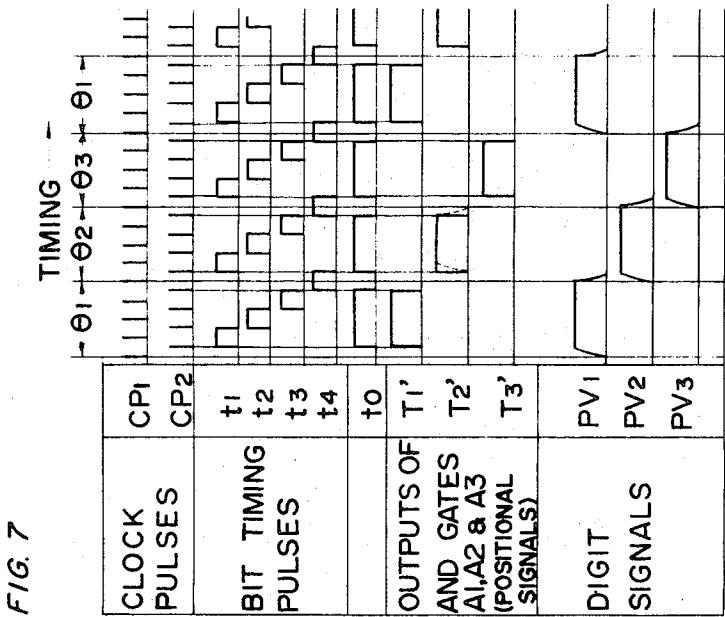 FIG. 7
TIMING
θ1 θ2 θ3 θ1
CLOCK PULSES
CP1
CP2
BIT TIMING PULSES
t1
t2
t3
t4
t0
OUTPUTS OF AND GATES A1,A2 & A3 (POSITIONAL SIGNALS)
T1'
T2'
T3'
DIGIT SIGNALS
PV1
PV2
PV3